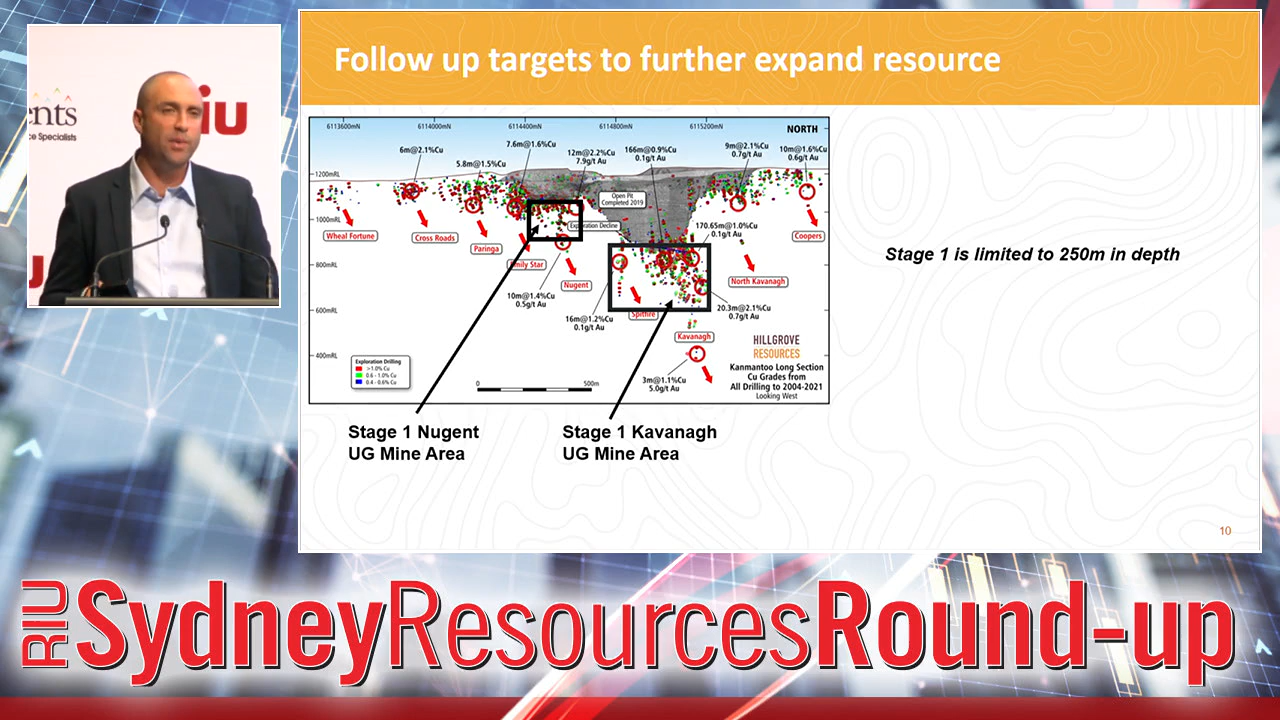 ents
ce Specialists
iu
U
Follow up targets to further expand resource
6113600mN
6114000mN
6114400mN
6114800mN
6115200mN
NORTH
6m@2.1%Cu
5.8m@1.5%Cu
7.6m@1.6%Cu
12m@2.2%Cu
7.9g/t Au
166m@0.9%Cu
0.1g/t Au
9m@2.1%Cu
0.7g/t Au
10m@1.6%Cu
0.6g/t Au
1200mRL
1000mRL
800mRL
600mRL
400mRL
Open Pit
Completed 2019
Exploration Decline
170.65m@1.0%Cu
0.1g/t Au
Wheal Fortune
Cross Roads
Paringa
Emily Star
Nugent
Spitfire
Kavanagh
North Kavanagh
Coopers
10m@1.4%Cu
0.5g/t Au
16m@1.2%Cu
0.1g/t Au
20.3m@2.1%Cu
0.7g/t Au
3m@1.1%Cu
5.0g/t Au
Exploration Drilling
>1.0% Cu
0.6 - 1.0% Cu
0.4 - 0.6% Cu
0
500m
HILLGROVE
RESOURCES
Kanmantoo Long Section
Cu Grades from
All Drilling to 2004-2021
Looking West
Stage 1 is limited to 250m in depth
Stage 1 Nugent
UG Mine Area
Stage 1 Kavanagh
UG Mine Area
10
RIU Sydney Resources Round-up